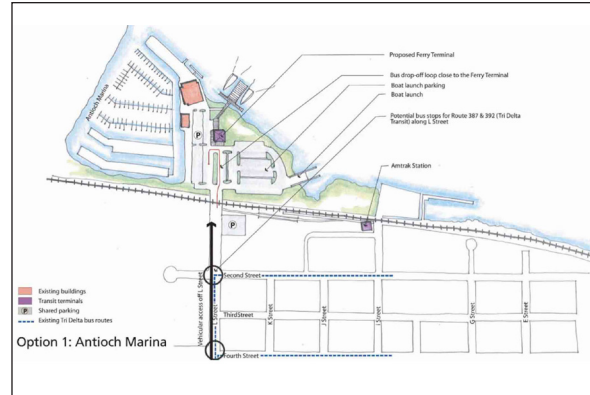 Proposed Ferry Terminal
Bus drop-off loop close to the Ferry Terminal
Boat launch parking
Boat launch
Potential bus stops for Route 387 & 392 (Tri Delta
Transit) along L Street
Amtrak Station
Antioch Marina
P
P
Second Street
Third Street
Fourth Street
Vehicular access off L Street
L Street
K Street
J Street
I Street
G Street
E Street
Existing buildings
Transit terminals
P Shared parking
Existing Tri Delta bus routes
Option 1: Antioch Marina